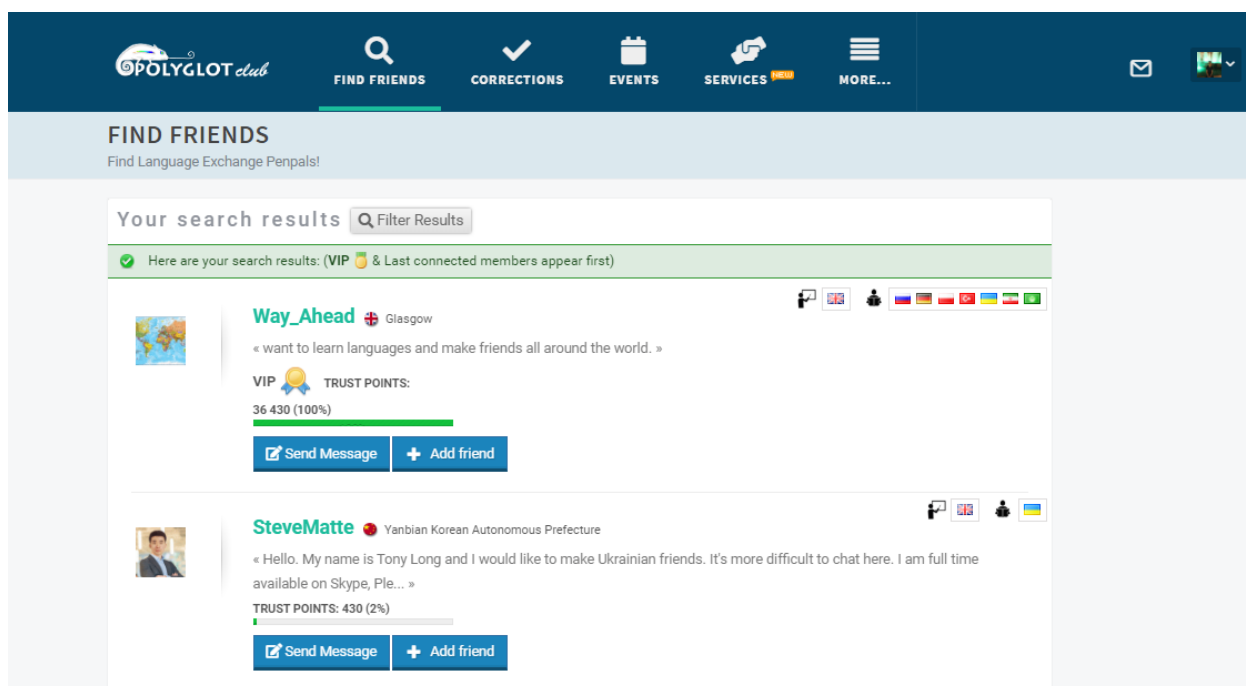 POLYGLOT club
FIND FRIENDS
CORRECTIONS
EVENTS
SERVICES NEW
MORE...
FIND FRIENDS
Find Language Exchange Penpals!
Your search results Filter Results
Here are your search results: (VIP & Last connected members appear first)
Way_Ahead Glasgow
« want to learn languages and make friends all around the world. »
VIP TRUST POINTS:
36 430 (100%)
Send Message Add friend
SteveMatte Yanbian Korean Autonomous Prefecture
« Hello. My name is Tony Long and I would like to make Ukrainian friends. It's more difficult to chat here. I am full time
available on Skype, Ple... »
TRUST POINTS: 430 (2%)
Send Message Add friend